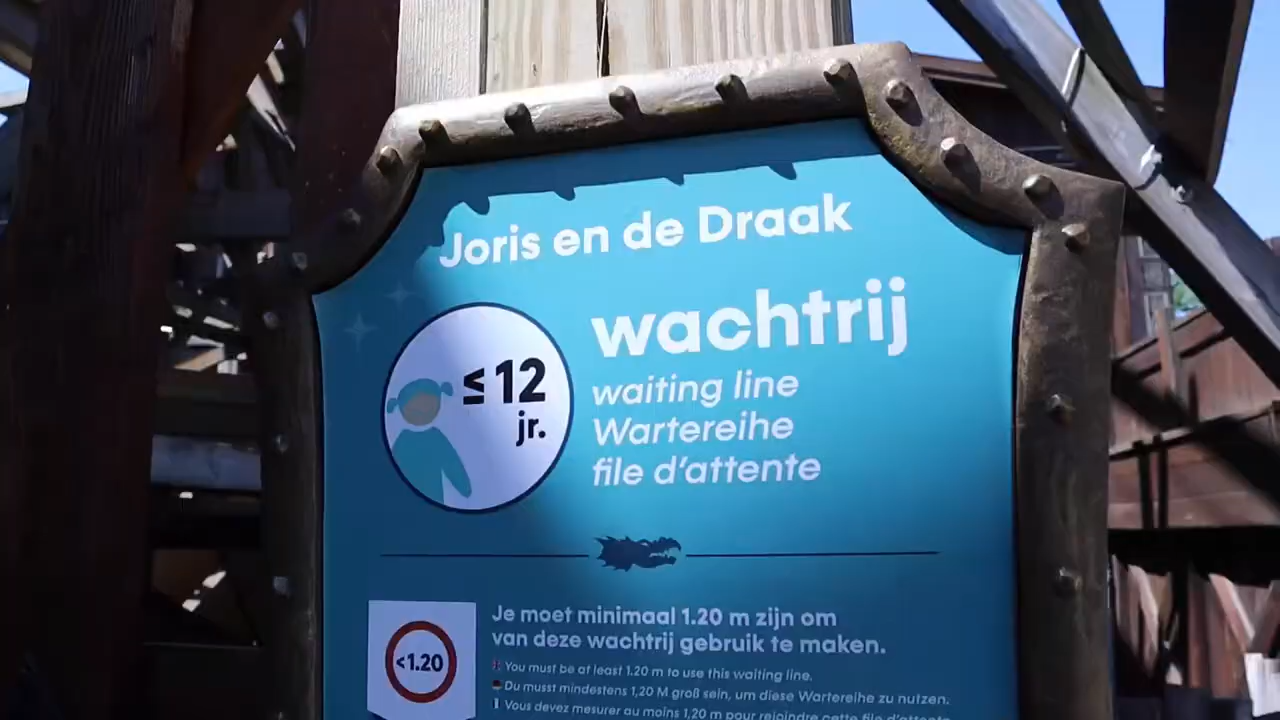 Joris en de Draak
≤ 12
jr.
wachtrij
waiting line
Wartereihe
file d'attente
Je moet minimaal 1.20 m zijn om
van deze wachtrij gebruik te maken.
<1.20
You must be at least 1.20 m to use this waiting line.
Du musst mindestens 1,20 M groß sein, um diese Wartereihe zu nutzen.
Vous devez mesurer au moins 1,20 m pour rejoindre cette file d'attente